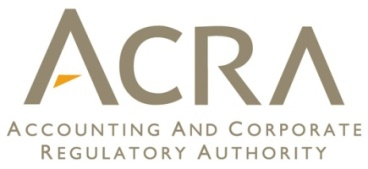 ACRA
ACCOUNTING AND CORPORATE
REGULATORY AUTHORITY